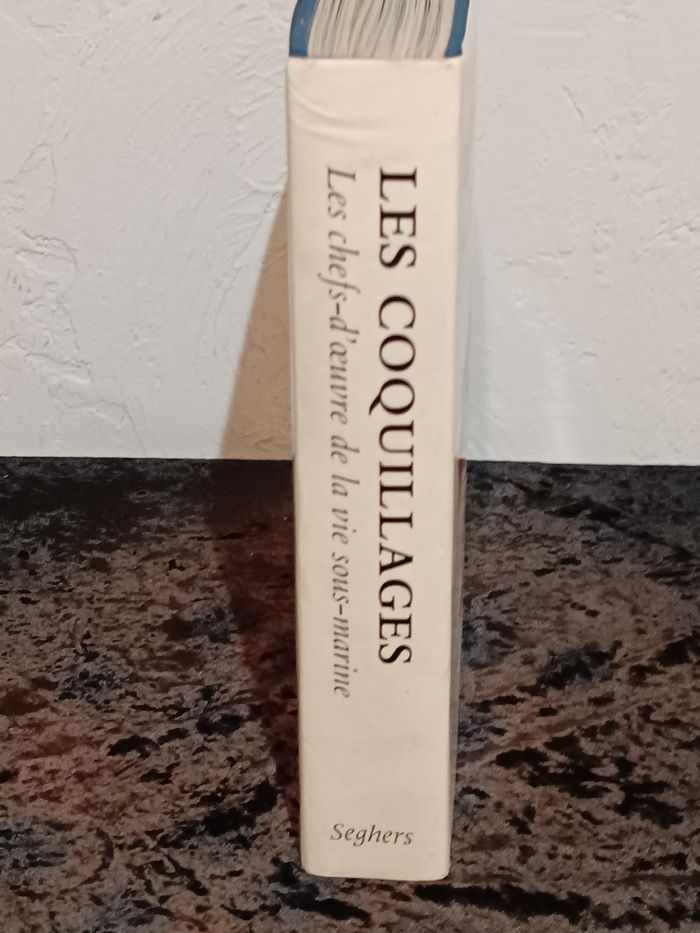 LES COQUILLAGES
Les chefs-d'œuvre de la vie sous-marine
Seghers